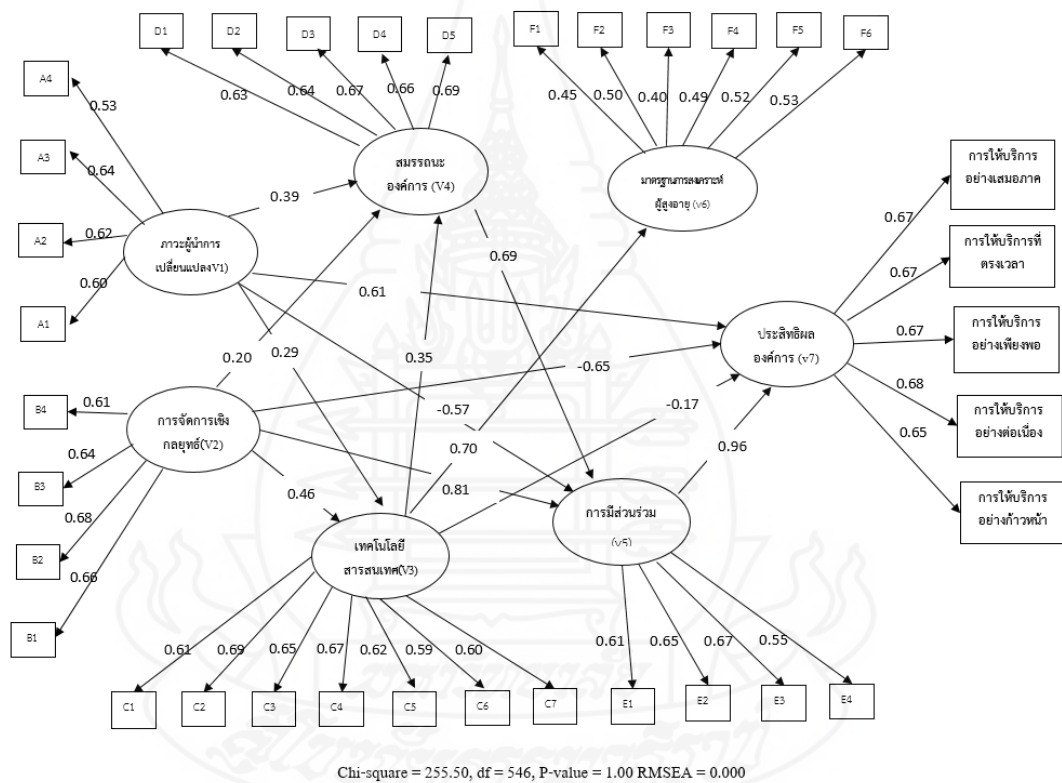 D1
D2
D3
D4
D5
F1
F2
F3
F4
F5
F6
0.63
0.64
0.67
0.66
0.69
0.45
0.50
0.40
0.49
0.52
0.53
A4
A3
A2
A1
0.53
0.64
0.62
0.60
สมรรถนะ
องค์การ (V4)
มาตรฐานการสงเคราะห์
ผู้สูงอายุ (v6)
ภาวะผู้นำการ
เปลี่ยนแปลงV1)
0.39
0.69
0.61
0.20
0.29
0.35
-0.65
-0.57
0.70
-0.17
0.81
0.96
0.46
การให้บริการ
อย่างเสมอภาค
การให้บริการที่
ตรงเวลา
การให้บริการ
อย่างเพียงพอ
การให้บริการ
อย่างต่อเนื่อง
การให้บริการ
อย่างก้าวหน้า
0.67
0.67
0.67
0.68
0.65
ประสิทธิผล
องค์การ (v7)
B4
B3
B2
B1
0.61
0.64
0.68
0.66
การจัดการเชิง
กลยุทธ์(V2)
เทคโนโลยี
สารสนเทศ(V3)
การมีส่วนร่วม
(v5)
0.61
0.69
0.65
0.67
0.62
0.59
0.60
0.61
0.65
0.67
0.55
C1
C2
C3
C4
C5
C6
C7
E1
E2
E3
E4
Chi-square = 255.50, df = 546, P-value = 1.00 RMSEA = 0.000